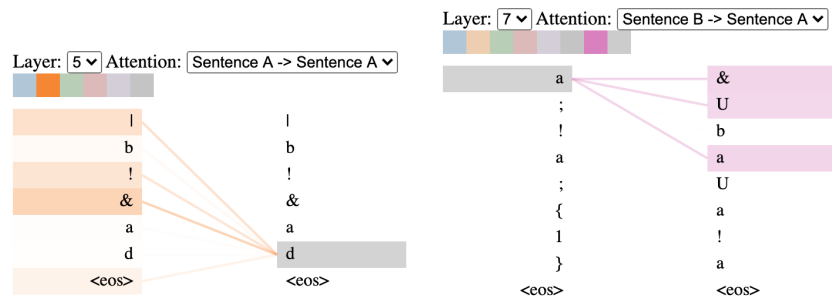 Layer: 5 Attention: Sentence A -> Sentence A
| |
b b
! !
& &
a a
d d
<eos> <eos>
Layer: 7 Attention: Sentence B -> Sentence A
a &
; U
! b
a a
; U
{ a
1 !
} a
<eos> <eos>